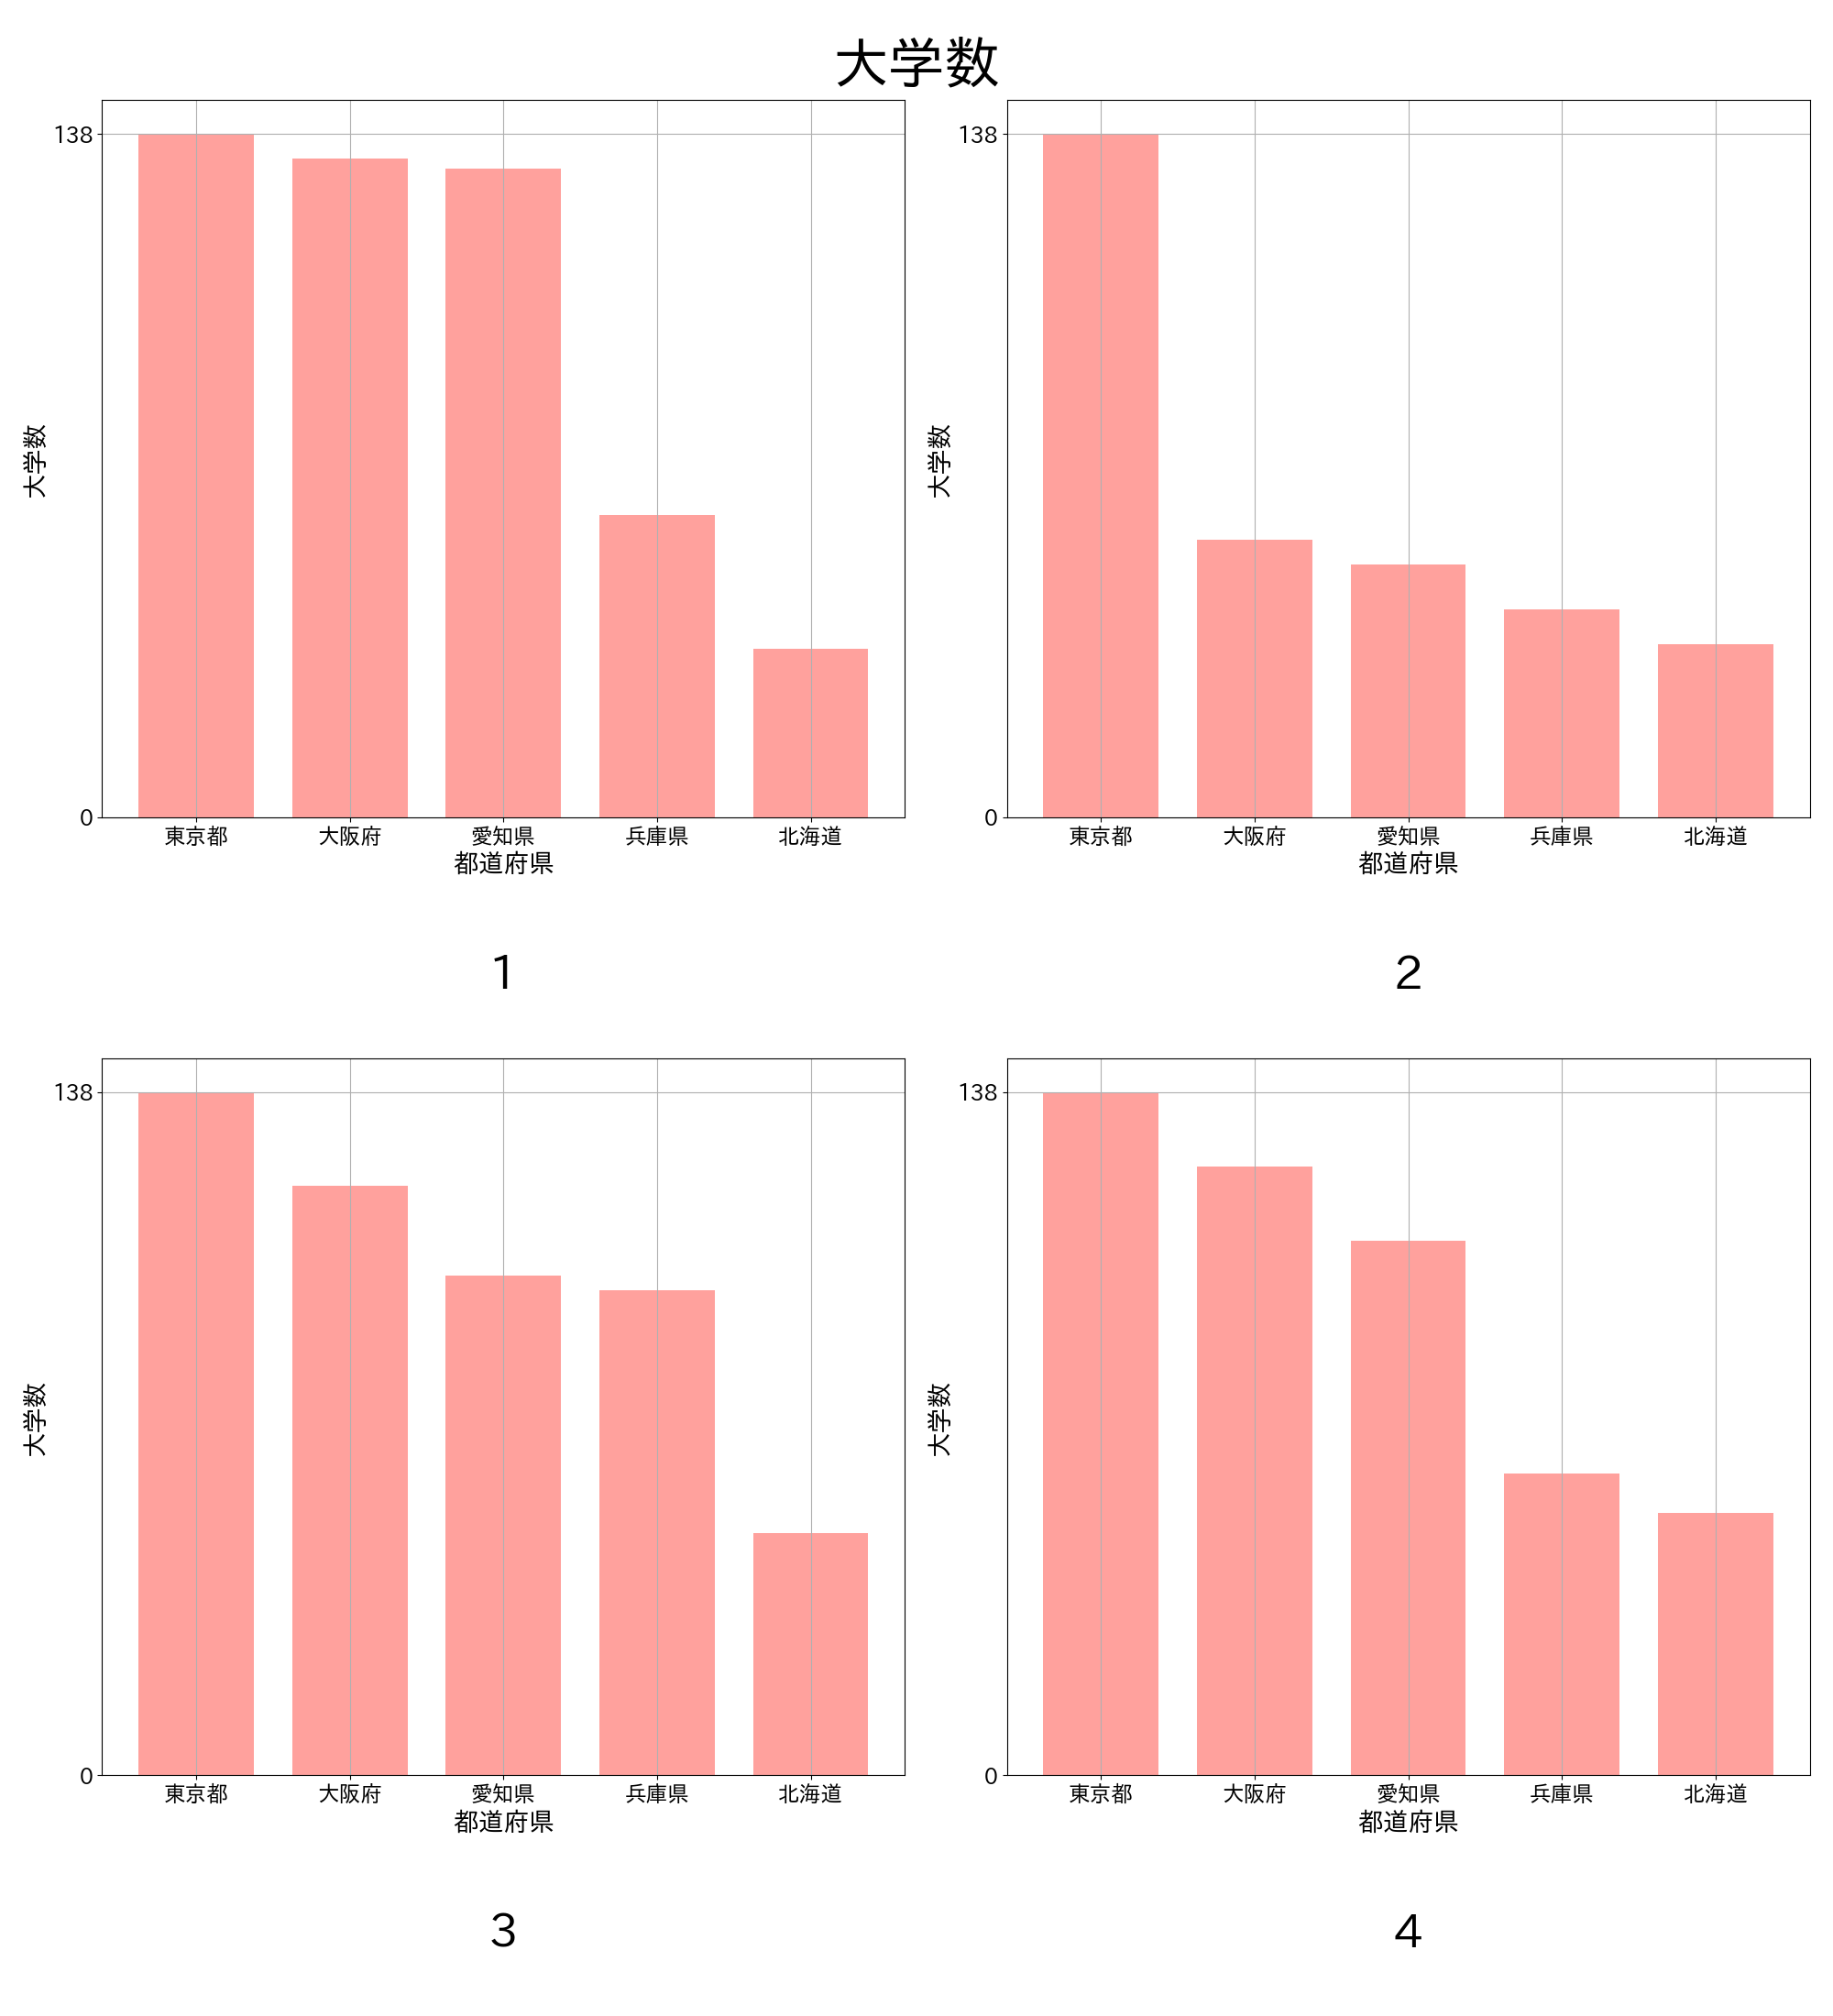 大学数
138
0
大学数
東京都 大阪府 愛知県 兵庫県 北海道
都道府県
1
138
0
大学数
東京都 大阪府 愛知県 兵庫県 北海道
都道府県
2
138
0
大学数
東京都 大阪府 愛知県 兵庫県 北海道
都道府県
3
138
0
大学数
東京都 大阪府 愛知県 兵庫県 北海道
都道府県
4